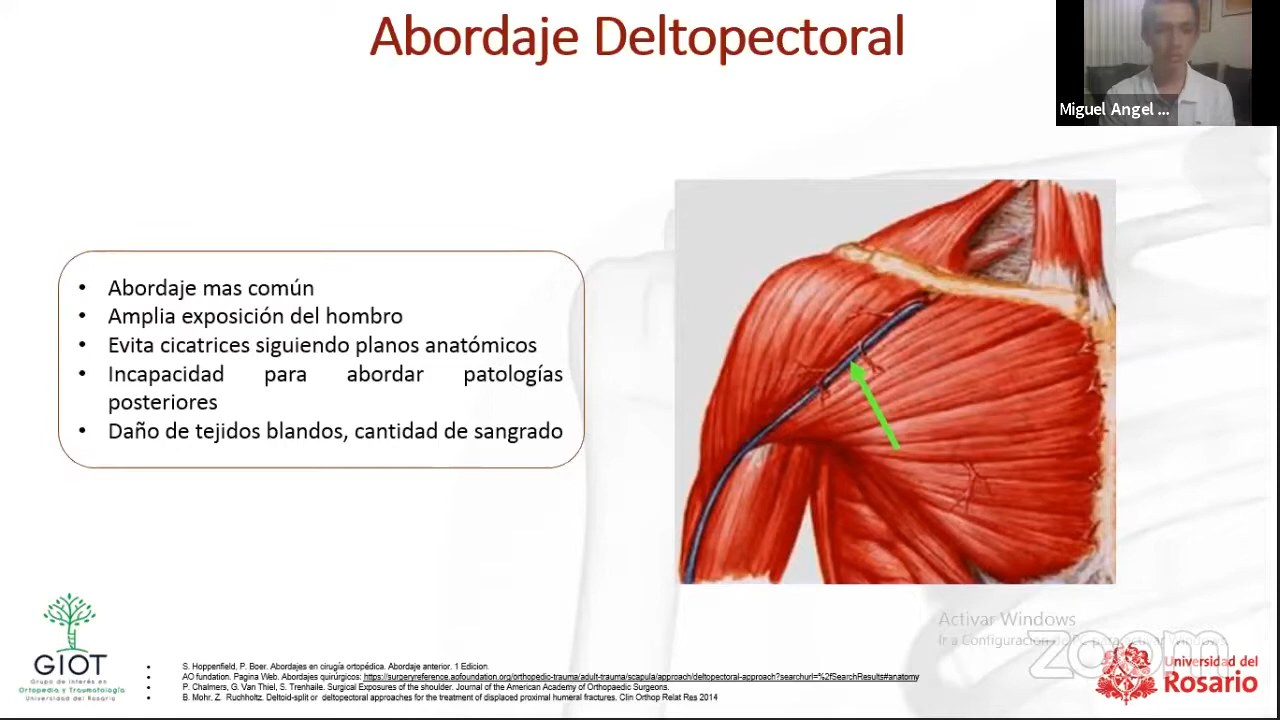 Abordaje Deltopectoral
Miguel Angel ...
• Abordaje mas común
• Amplia exposición del hombro
• Evita cicatrices siguiendo planos anatómicos
• Incapacidad para abordar patologías
posteriores
• Daño de tejidos blandos, cantidad de sangrado
Activar Windows
Ir a Configuración de PC para activar Windows
zoom
GIOT
Grupo de Interés en
Ortopedia y Traumatología
Universidad del Rosario
• S. Hoppenfield, P. Boer. Abordajes en cirugía ortopédica. Abordaje anterior. 1 Edicion.
AO fundation. Pagina Web. Abordajes quirúrgicos: https://surgeryreference.aofoundation.org/orthopedic-trauma/adult-trauma/scapula/approach/deltopectoral-approach?searchurl=%2fSearchResults#anatomy
• P. Chalmers, G. Van Thiel, S. Trenhaile. Surgical Exposures of the shoulder. Journal of the American Academy of Orthopaedic Surgeons.
• B. Mohr, Z. Ruchholtz. Deltoid-split or deltopectoral approaches for the treatment of displaced proximal humeral fractures. Clin Orthop Relat Res 2014
Universidad del
Rosario